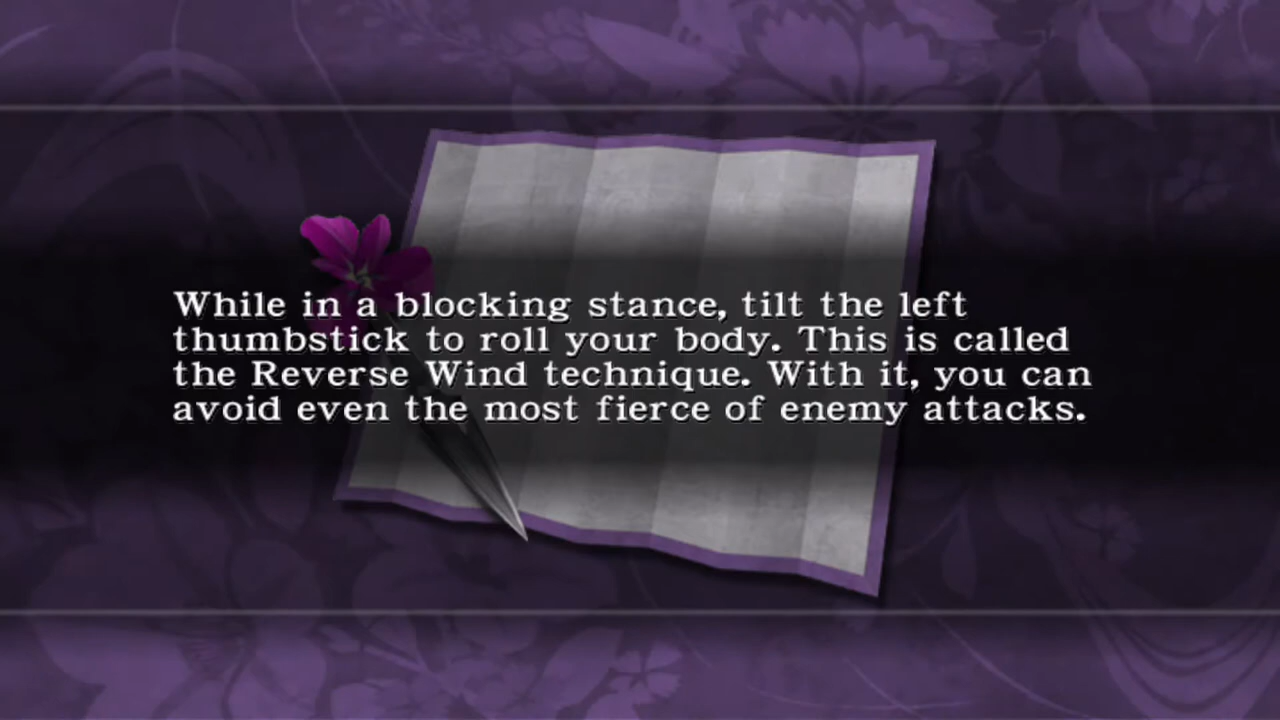 While in a blocking stance, tilt the left
thumbstick to roll your body. This is called
the Reverse Wind technique. With it, you can
avoid even the most fierce of enemy attacks.